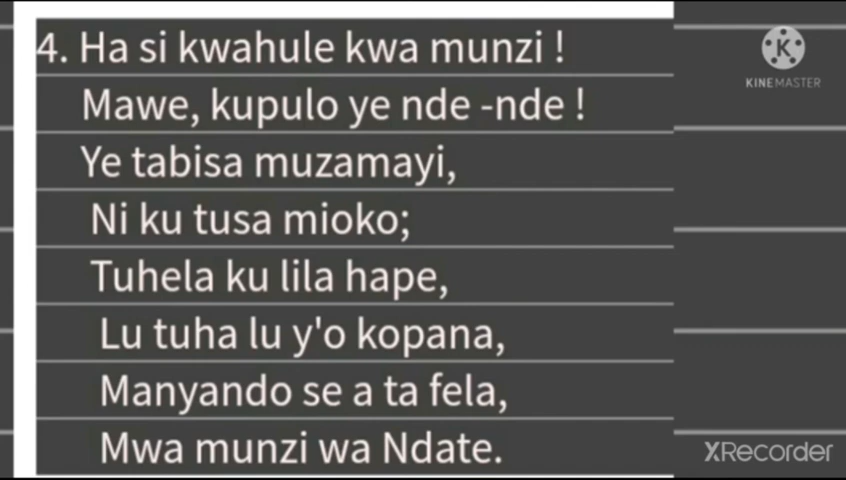 4. Ha si kwahule kwa munzi !
Mawe, kupulo ye nde -nde !
Ye tabisa muzamayi,
Ni ku tusa mioko;
Tuhela ku lila hape,
Lu tuha lu y'o kopana,
Manyando se a ta fela,
Mwa munzi wa Ndate.
KINEMASTER
XRecorder